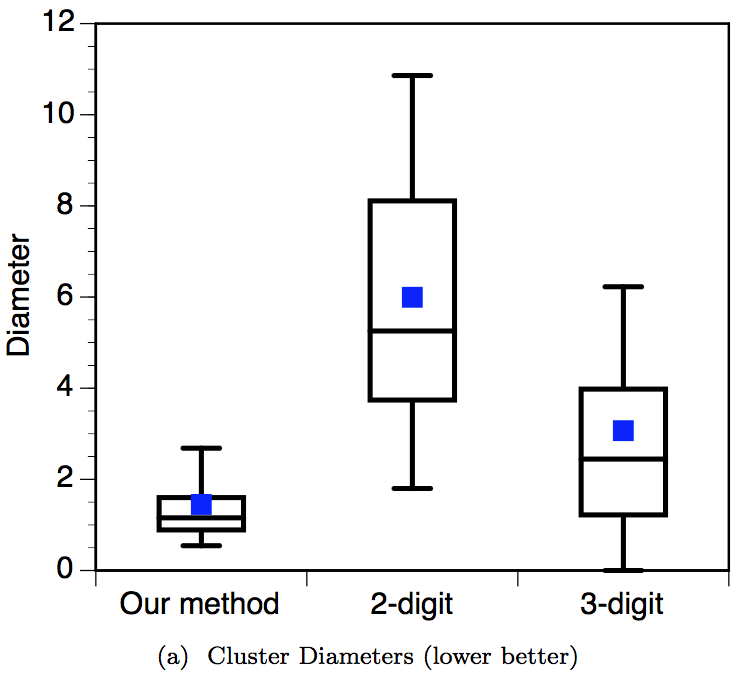 12
10
8
6
4
2
0
Diameter
Our method
2-digit
3-digit
(a) Cluster Diameters (lower better)